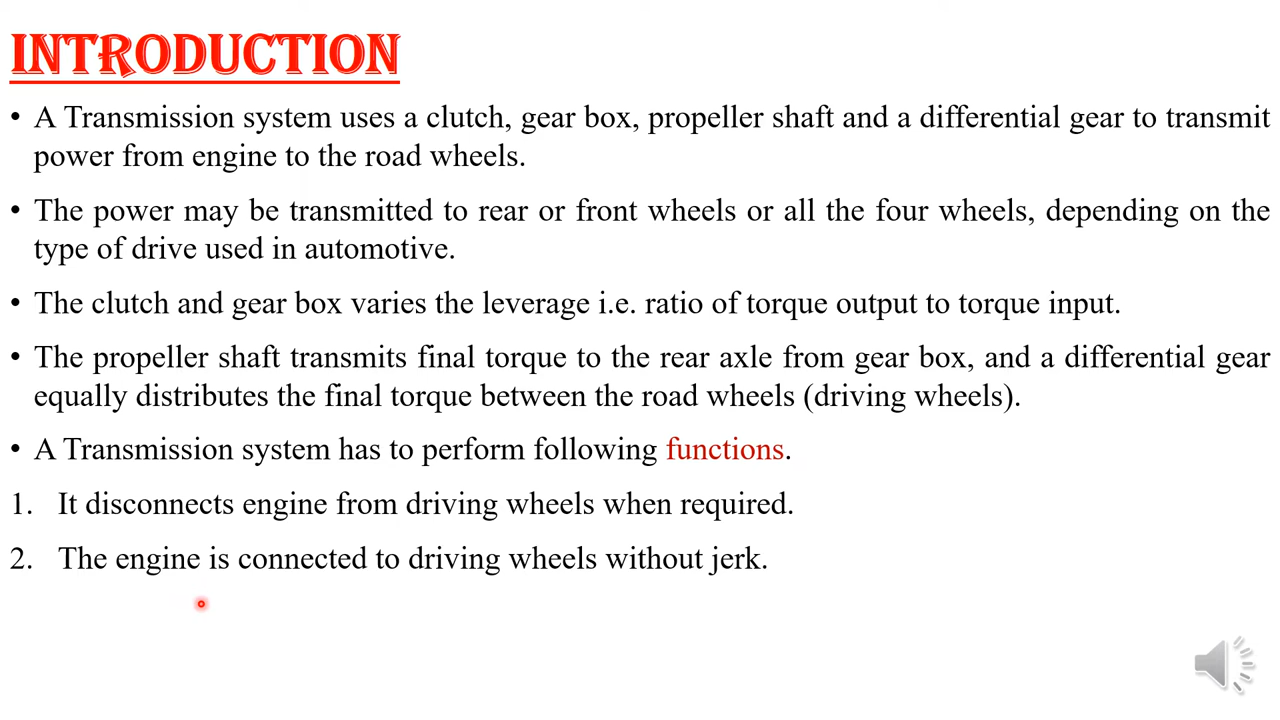 INTRODUCTION
• A Transmission system uses a clutch, gear box, propeller shaft and a differential gear to transmit
power from engine to the road wheels.
• The power may be transmitted to rear or front wheels or all the four wheels, depending on the
type of drive used in automotive.
• The clutch and gear box varies the leverage i.e. ratio of torque output to torque input.
• The propeller shaft transmits final torque to the rear axle from gear box, and a differential gear
equally distributes the final torque between the road wheels (driving wheels).
• A Transmission system has to perform following functions.
1. It disconnects engine from driving wheels when required.
2. The engine is connected to driving wheels without jerk.